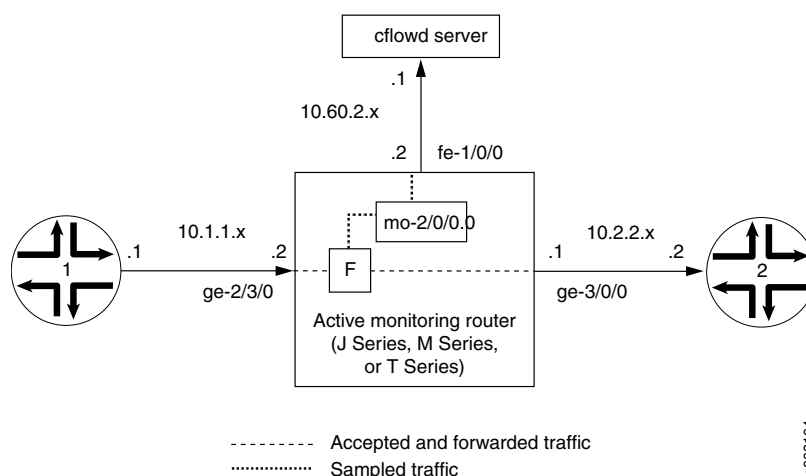 cflowd server
.1
10.60.2.x
.2 fe-1/0/0
mo-2/0/0.0
10.1.1.x
10.2.2.x
.1 .2 .1 .2
1 F 2
ge-2/3/0 ge-3/0/0
Active monitoring router
(J Series, M Series,
or T Series)
Accepted and forwarded traffic
Sampled traffic